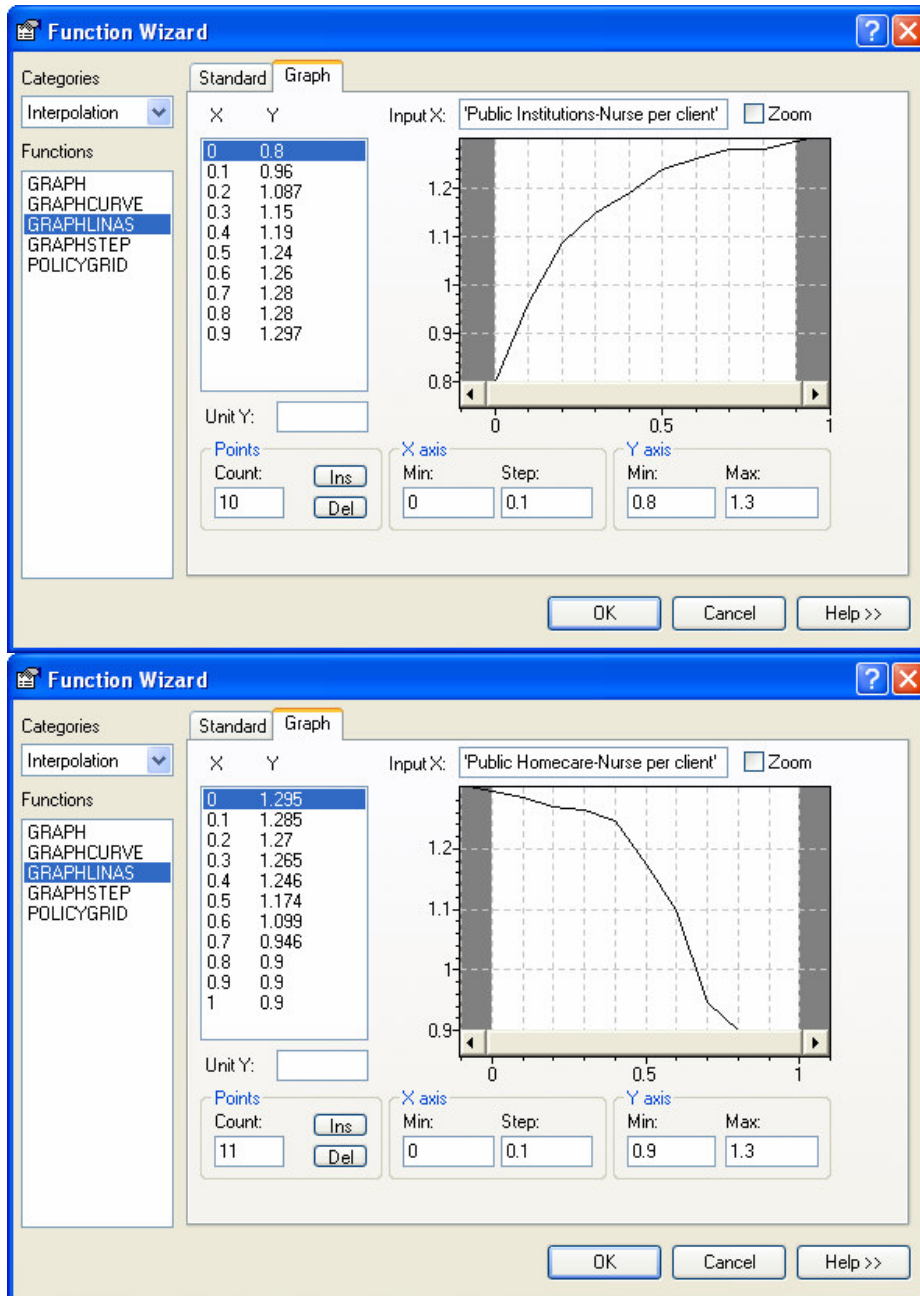 Function Wizard
Categories
Interpolation
Functions
GRAPH
GRAPHCURVE
GRAPHLINAS
GRAPHSTEP
POLICYGRID
Standard Graph
X Y
0 0.8
0.1 0.96
0.2 1.087
0.3 1.15
0.4 1.19
0.5 1.24
0.6 1.26
0.7 1.28
0.8 1.28
0.9 1.297
Input X: 'Public Institutions-Nurse per client' Zoom
1.2
1.1
1
0.9
0.8
0 0.5 1
Unit Y:
Points
Count:
10
Ins
Del
X axis
Min: Step:
0 0.1
Y axis
Min: Max:
0.8 1.3
OK Cancel Help >>
Function Wizard
Categories
Interpolation
Functions
GRAPH
GRAPHCURVE
GRAPHLINAS
GRAPHSTEP
POLICYGRID
Standard Graph
X Y
0 1.295
0.1 1.285
0.2 1.27
0.3 1.265
0.4 1.246
0.5 1.174
0.6 1.099
0.7 0.946
0.8 0.9
0.9 0.9
1 0.9
Input X: 'Public Homecare-Nurse per client' Zoom
1.2
1.1
1
0.9
0 0.5 1
Unit Y:
Points
Count:
11
Ins
Del
X axis
Min: Step:
0 0.1
Y axis
Min: Max:
0.9 1.3
OK Cancel Help >>